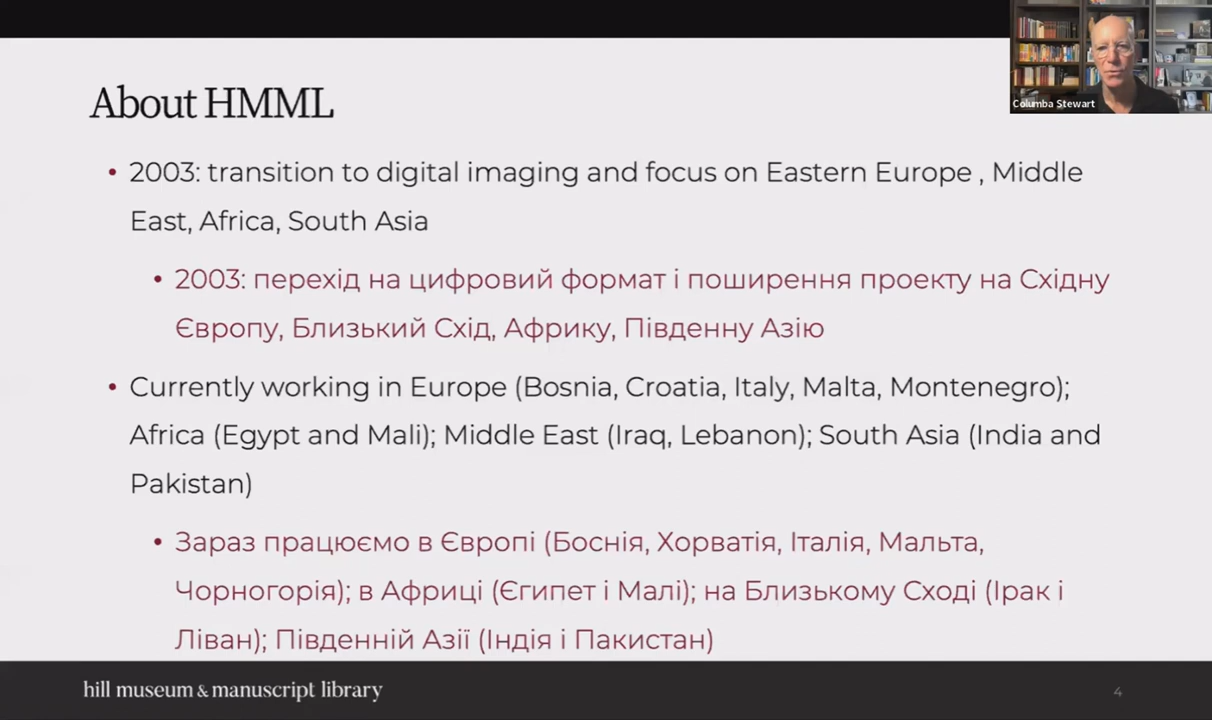 Columba Stewart
About HMML
• 2003: transition to digital imaging and focus on Eastern Europe , Middle
East, Africa, South Asia
• 2003: перехід на цифровий формат і поширення проекту на Східну
Європу, Близький Схід, Африку, Південну Азію
• Currently working in Europe (Bosnia, Croatia, Italy, Malta, Montenegro);
Africa (Egypt and Mali); Middle East (Iraq, Lebanon); South Asia (India and
Pakistan)
• Зараз працюємо в Європі (Боснія, Хорватія, Італія, Мальта,
Чорногорія); в Африці (Єгипет і Малі); на Близькому Сході (Ірак і
Ліван); Південній Азії (Індія і Пакистан)
hill museum & manuscript library
4